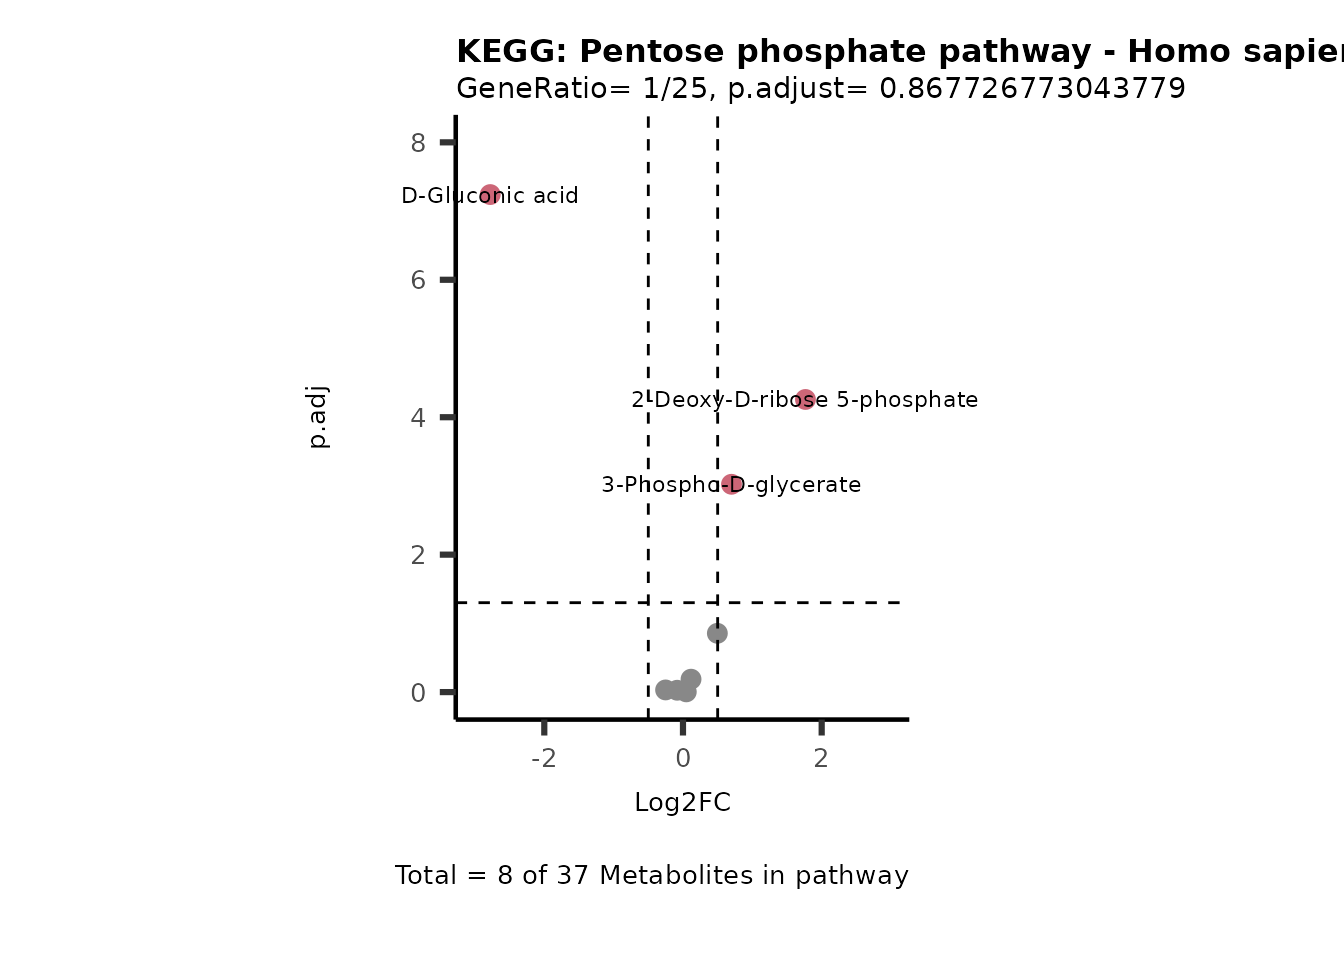 KEGG: Pentose phosphate pathway - Homo sapie
GeneRatio= 1/25, p.adjust= 0.867726773043779
8
D-Gluconic acid
6
2-Deoxy-D-ribose 5-phosphate
4
p.adj
3-Phospho-D-glycerate
2
0
-2 0 2
Log2FC
Total = 8 of 37 Metabolites in pathway